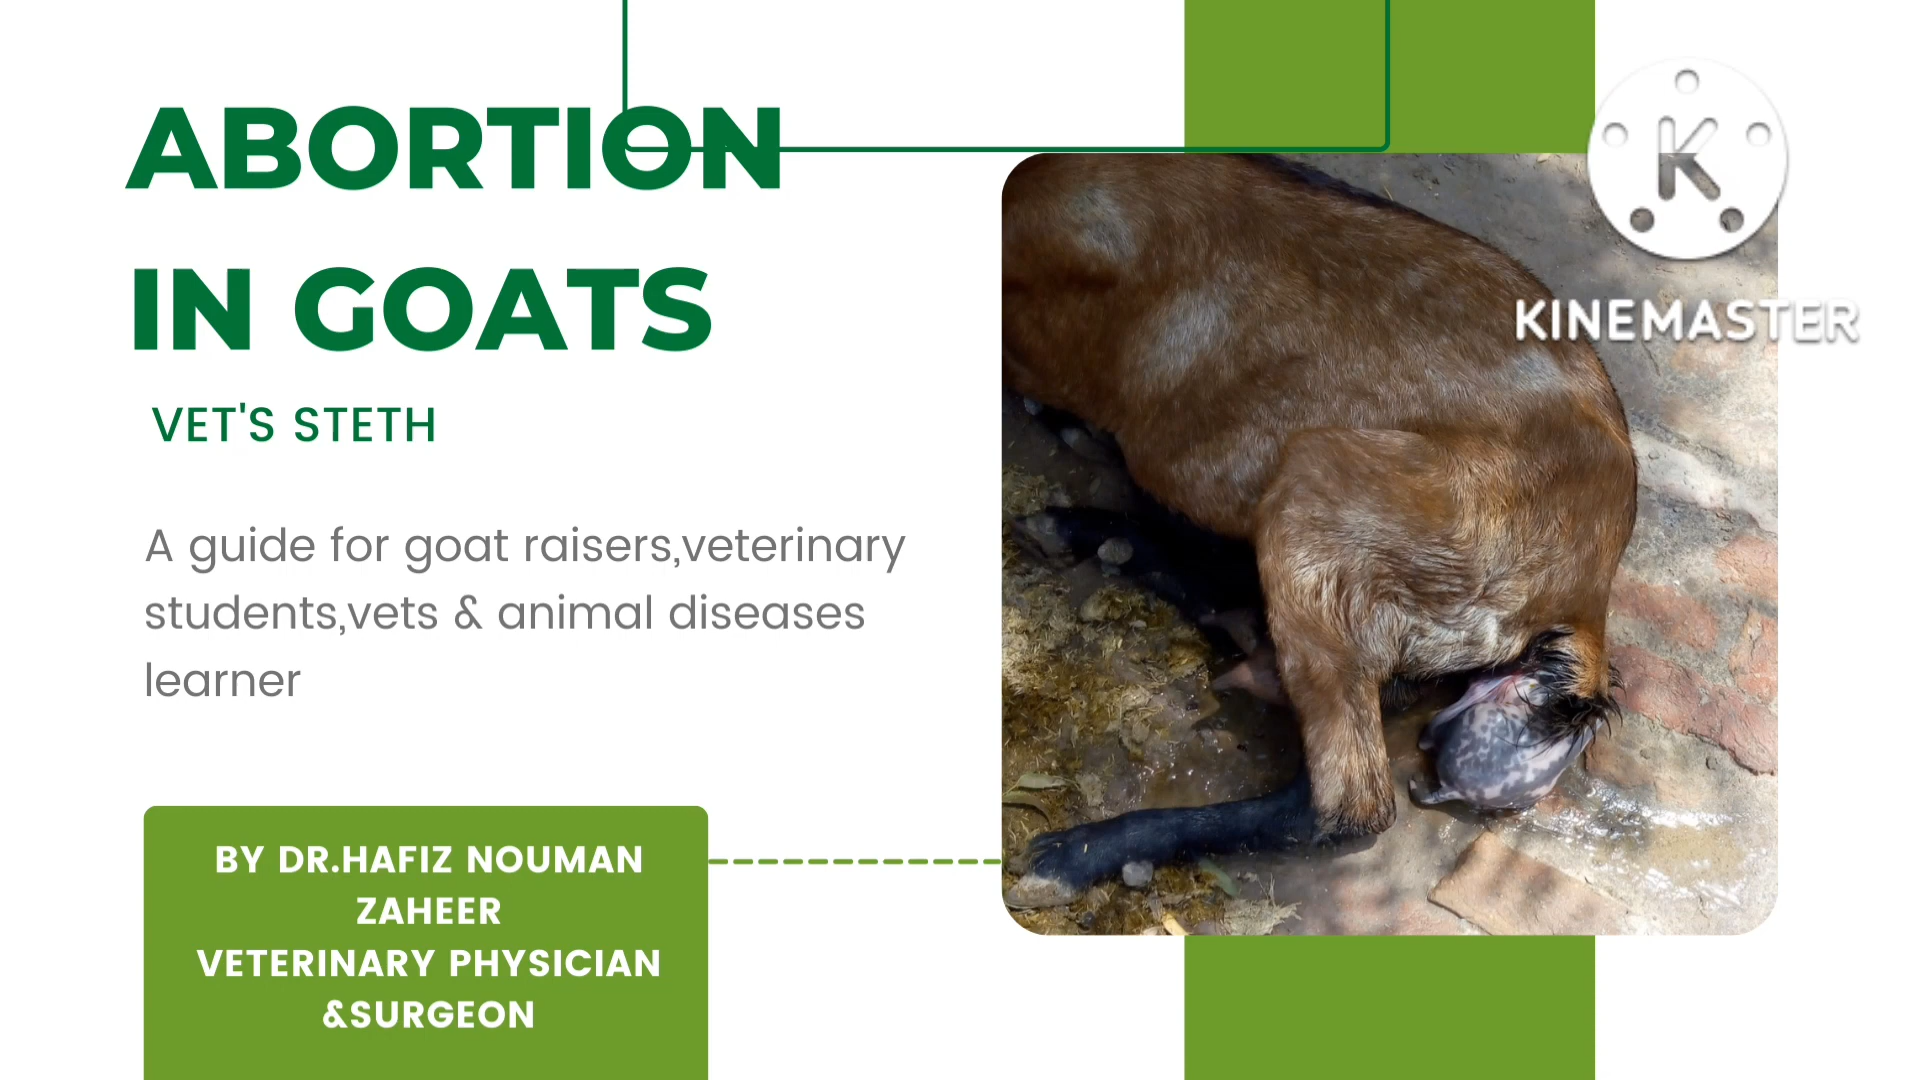 ABORTION
IN GOATS
VET'S STETH
A guide for goat raisers,veterinary
students,vets & animal diseases
learner
BY DR.HAFIZ NOUMAN
ZAHEER
VETERINARY PHYSICIAN
&SURGEON
K
KINEMASTER